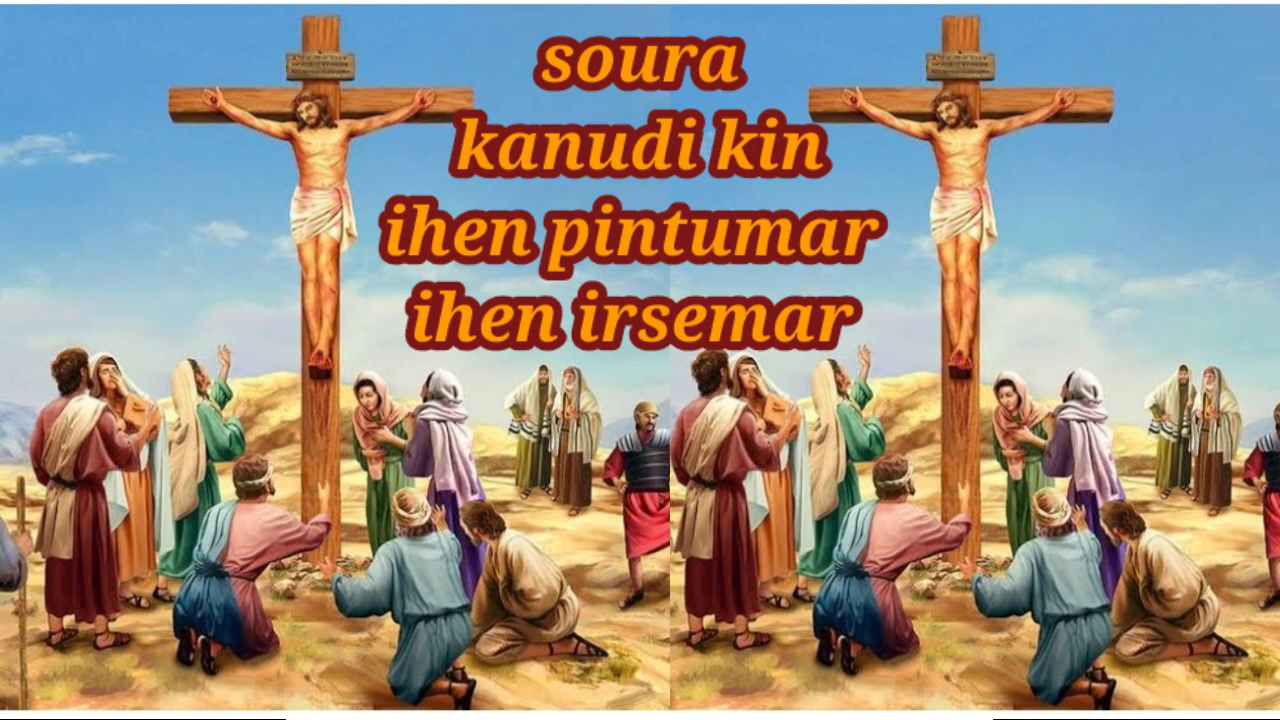 soura
kanudi kin
ihen pintumar
ihen irsemar